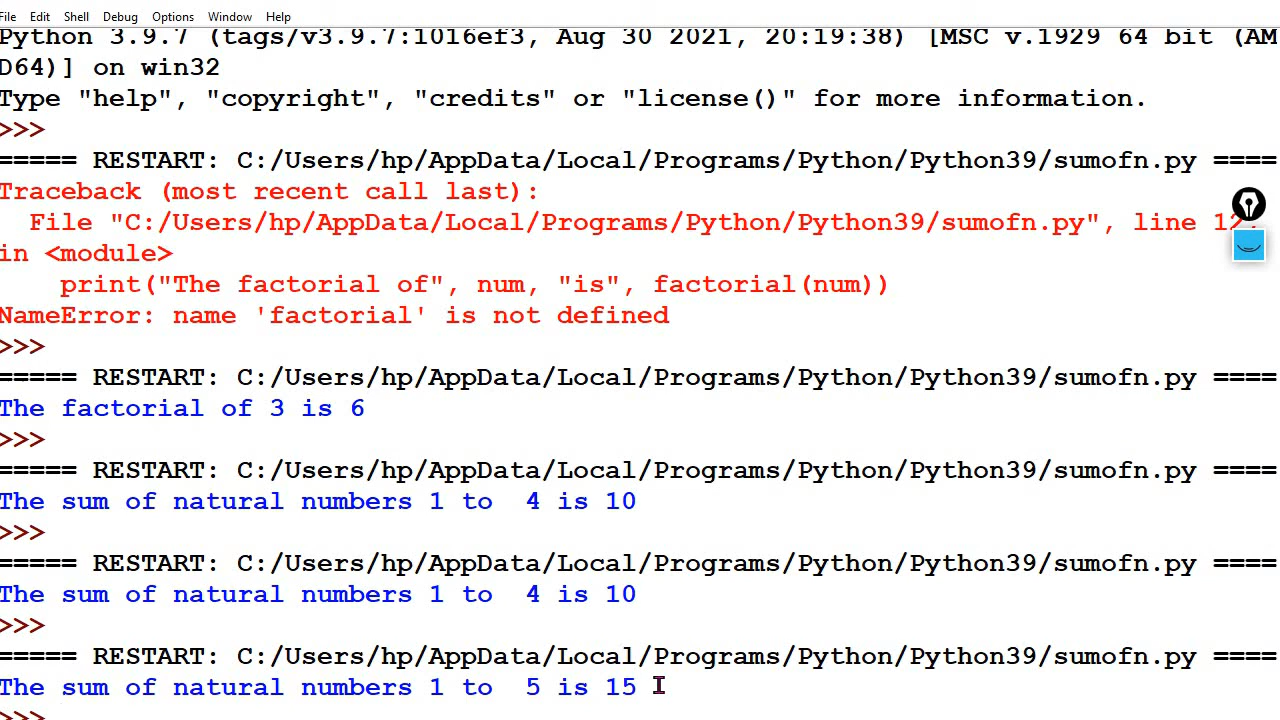 File Edit Shell Debug Options Window Help
Python 3.9.7 (tags/v3.9.7:1016ef3, Aug 30 2021, 20:19:38) [MSC v.1929 64 bit (AM
D64)] on win32
Type "help", "copyright", "credits" or "license()" for more information.
>>>
===== RESTART: C:/Users/hp/AppData/Local/Programs/Python/Python39/sumofn.py ====
Traceback (most recent call last):
  File "C:/Users/hp/AppData/Local/Programs/Python/Python39/sumofn.py", line 12,
in <module>
    print("The factorial of", num, "is", factorial(num))
NameError: name 'factorial' is not defined
>>>
===== RESTART: C:/Users/hp/AppData/Local/Programs/Python/Python39/sumofn.py ====
The factorial of 3 is 6
>>>
===== RESTART: C:/Users/hp/AppData/Local/Programs/Python/Python39/sumofn.py ====
The sum of natural numbers 1 to  4 is 10
>>>
===== RESTART: C:/Users/hp/AppData/Local/Programs/Python/Python39/sumofn.py ====
The sum of natural numbers 1 to  4 is 10
>>>
===== RESTART: C:/Users/hp/AppData/Local/Programs/Python/Python39/sumofn.py ====
The sum of natural numbers 1 to  5 is 15
>>>